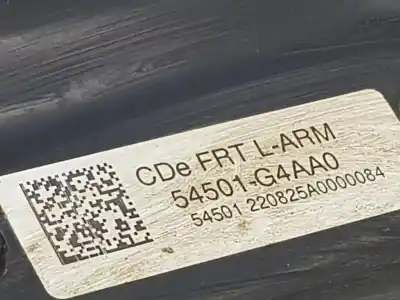 CDe FRT L-ARM
54501-G4AA0
54501 220825A0000084